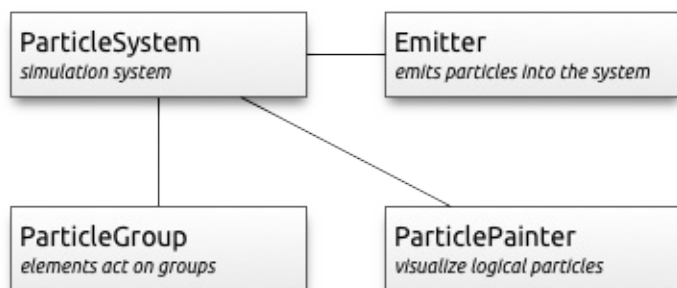 ParticleSystem
simulation system
Emitter
emits particles into the system
ParticleGroup
elements act on groups
ParticlePainter
visualize logical particles